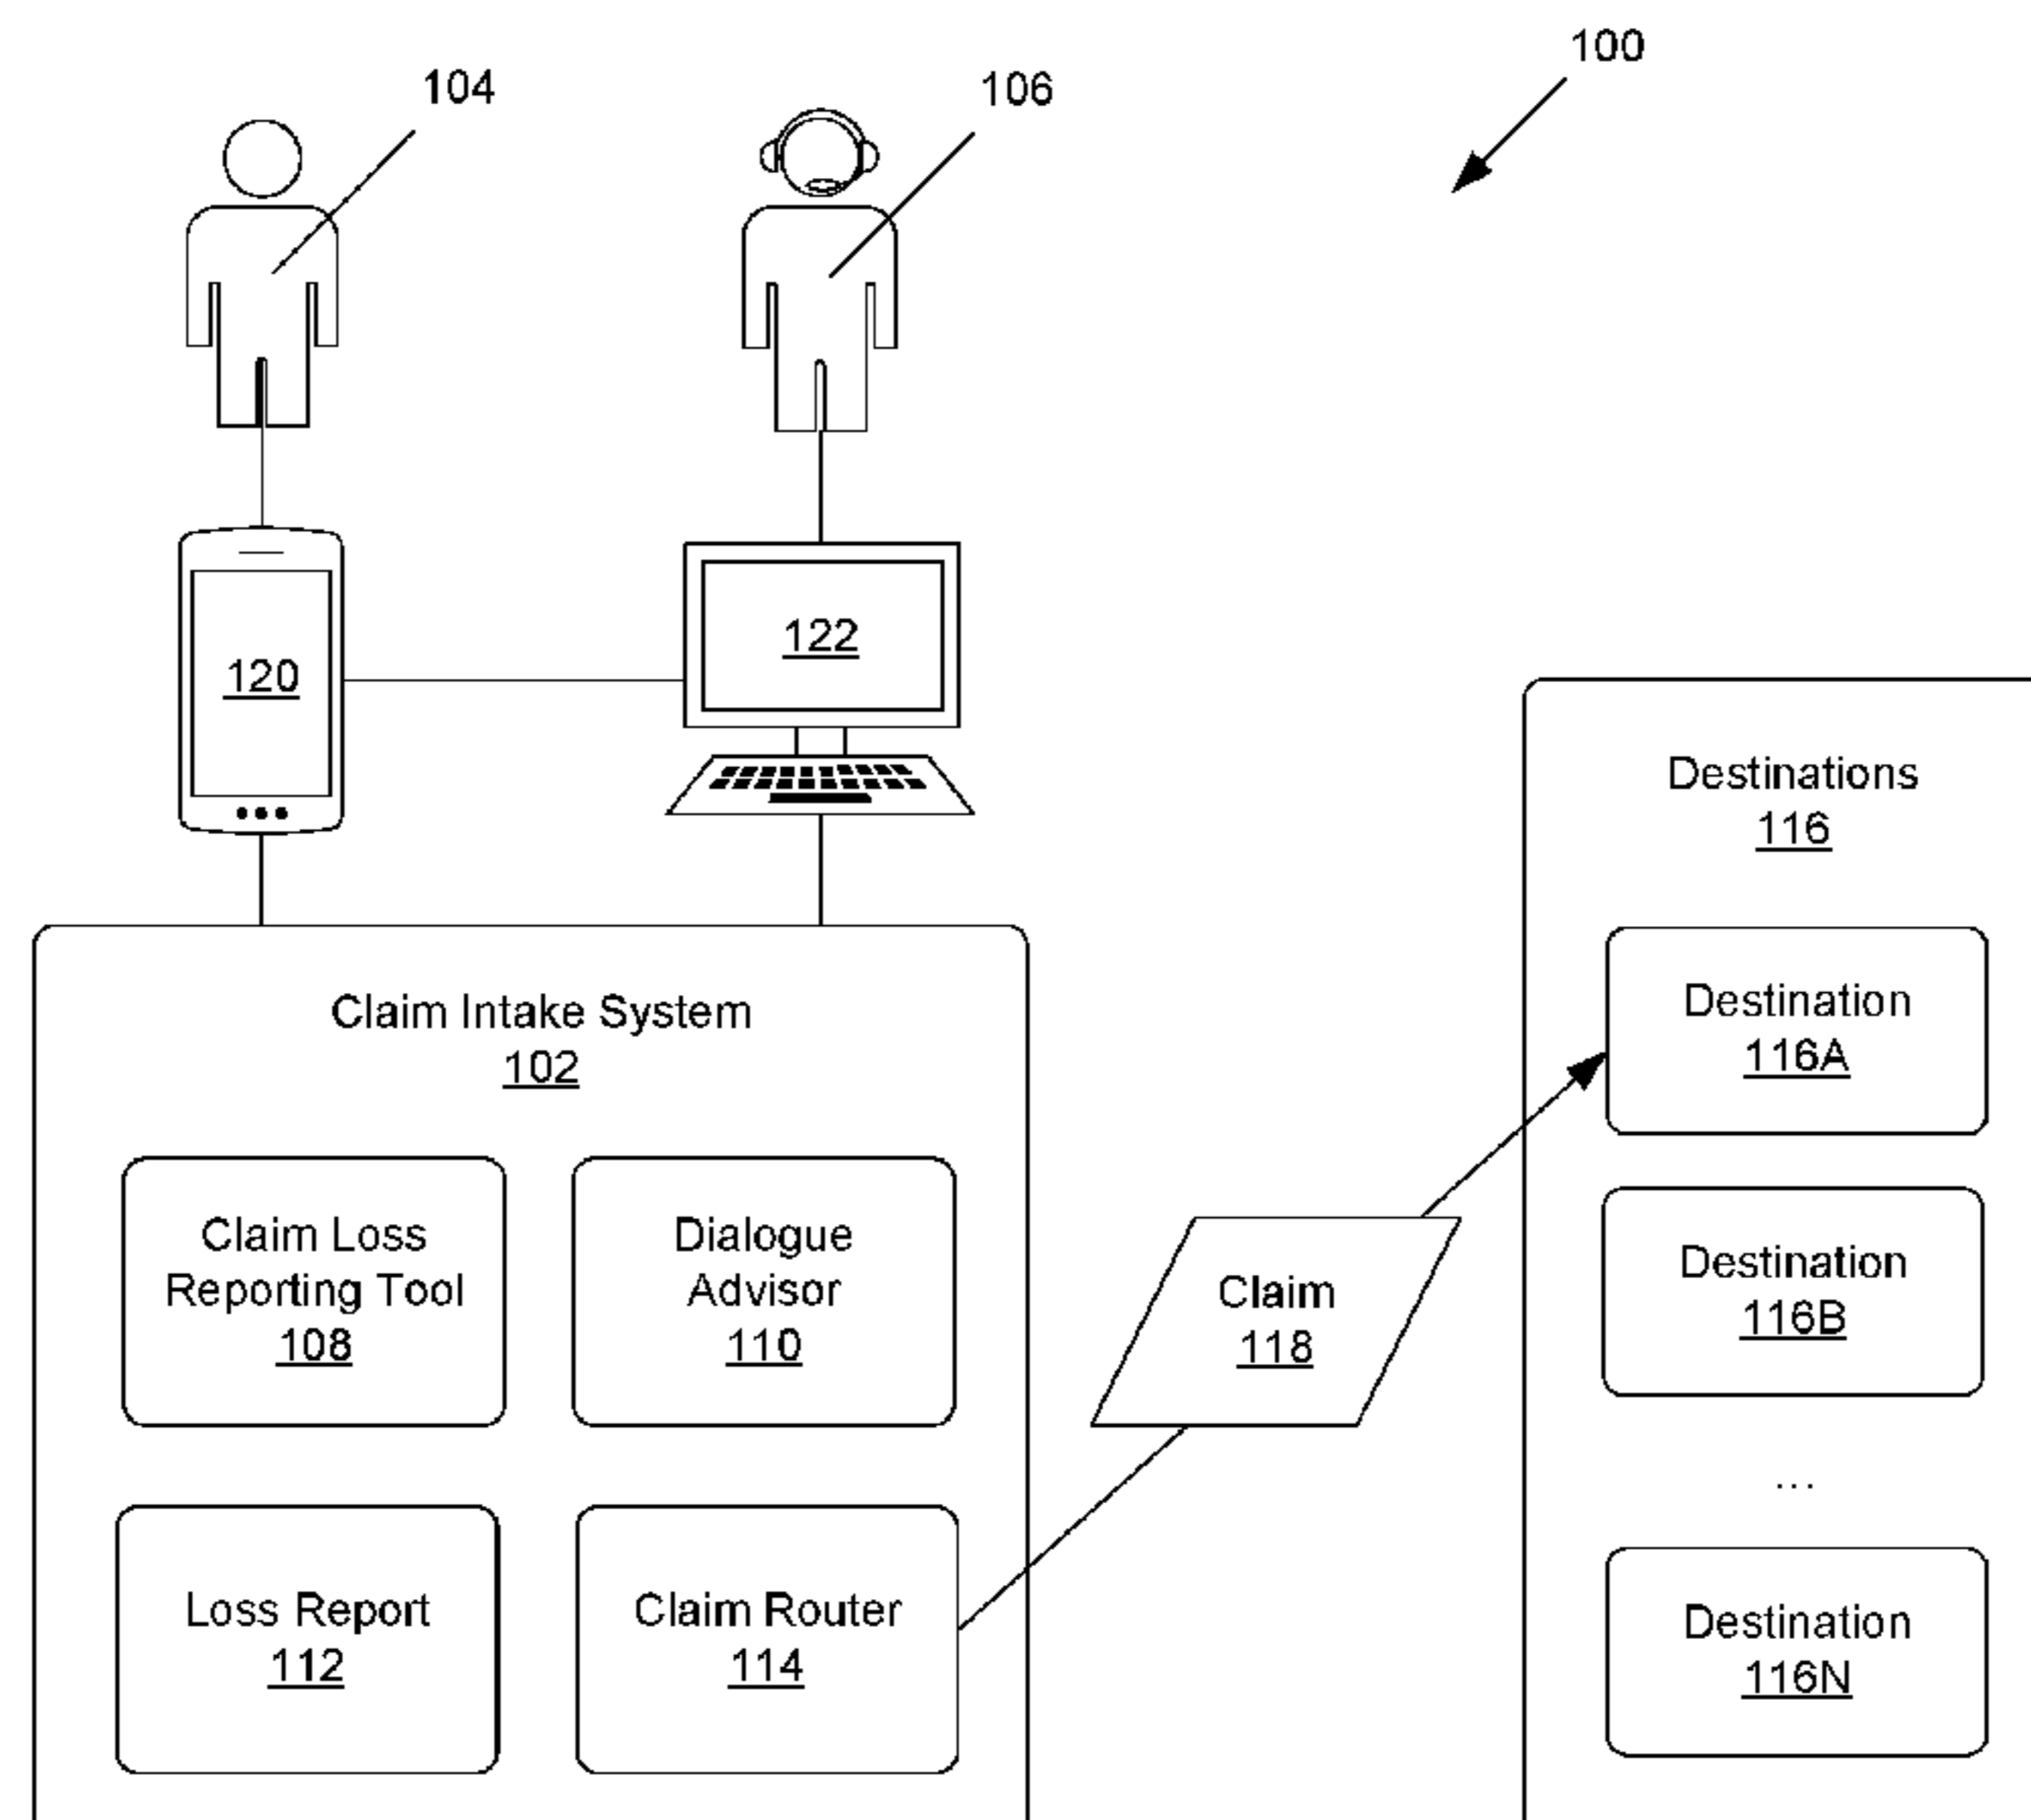 100
104
106
120
122
Claim Intake System
102
Claim Loss
Reporting Tool
108
Dialogue
Advisor
110
Loss Report
112
Claim Router
114
Claim
118
Destinations
116
Destination
116A
Destination
116B
...
Destination
116N